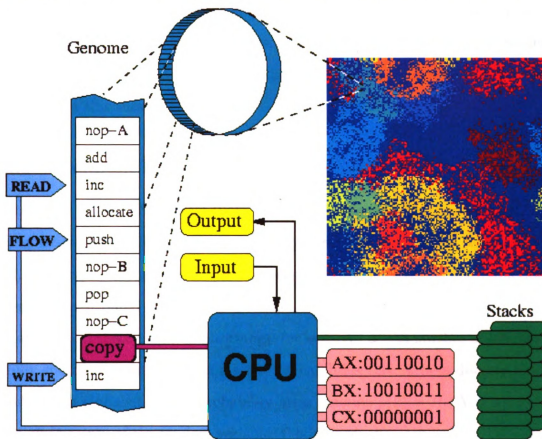 Genome
nop-A
add
inc
allocate
push
nop-B
pop
nop-C
copy
inc
READ
FLOW
WRITE
Output
Input
CPU
Stacks
AX:00110010
BX:10010011
CX:00000001